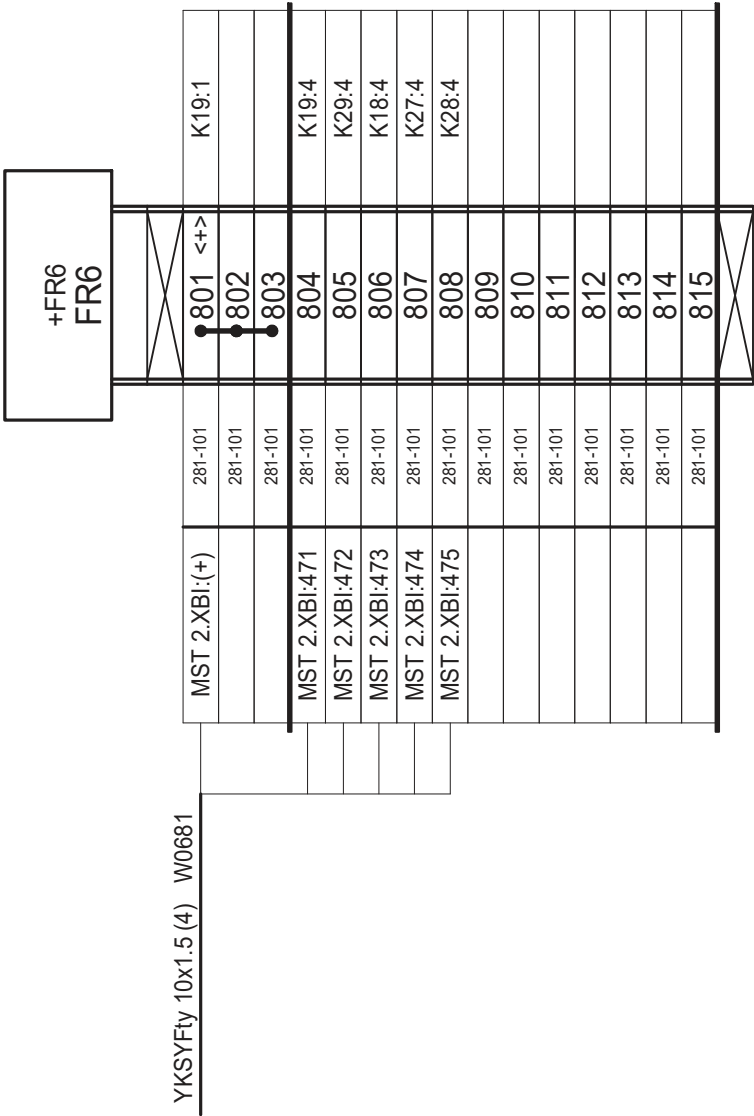 +FR6
FR6
MST 2.XBI:(+) 281-101 801 <+> K19:1
281-101 802
281-101 803
MST 2.XBI:471 281-101 804 K19:4
MST 2.XBI:472 281-101 805 K29:4
MST 2.XBI:473 281-101 806 K18:4
MST 2.XBI:474 281-101 807 K27:4
MST 2.XBI:475 281-101 808 K28:4
281-101 809
281-101 810
281-101 811
281-101 812
281-101 813
281-101 814
281-101 815
YKSYFty 10x1.5 (4) W0681